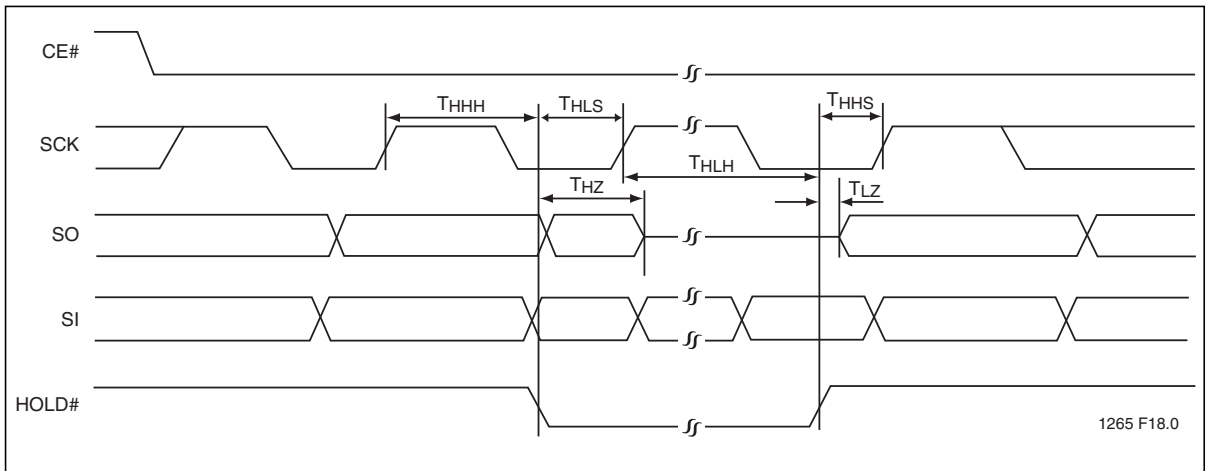 CE#
THHH THLS THHS
SCK
THLH
THZ TLZ
SO
SI
HOLD#
1265 F18.0